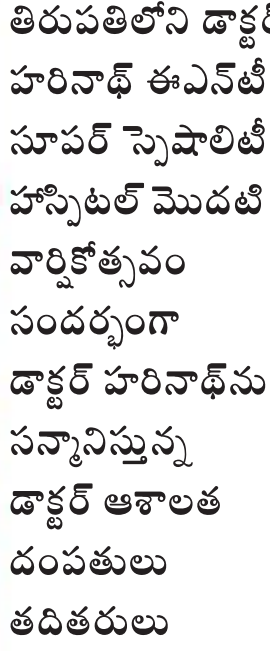 తిరుపతిలోని డాక్టర్
హరినాథ్ ఈఎన్‌టీ
సూపర్ స్పెషాలిటీ
హాస్పిటల్ మొదటి
వార్షికోత్సవం
సందర్భంగా
డాక్టర్ హరినాథ్‌ను
సన్మానిస్తున్న
డాక్టర్ ఆశాలత
దంపతులు
తదితరులు